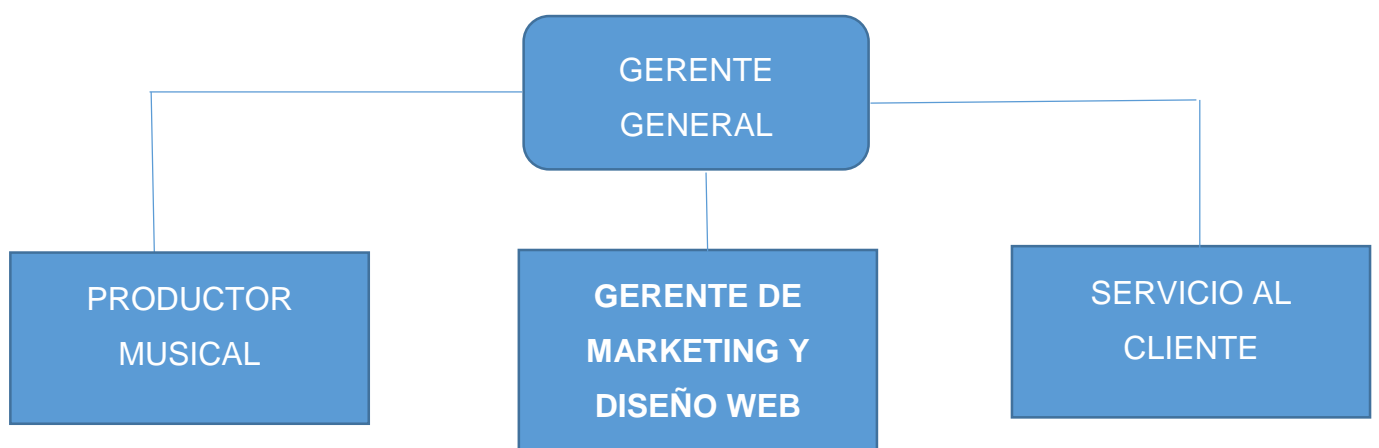 GERENTE
GENERAL
PRODUCTOR
MUSICAL
GERENTE DE
MARKETING Y
DISEÑO WEB
SERVICIO AL
CLIENTE